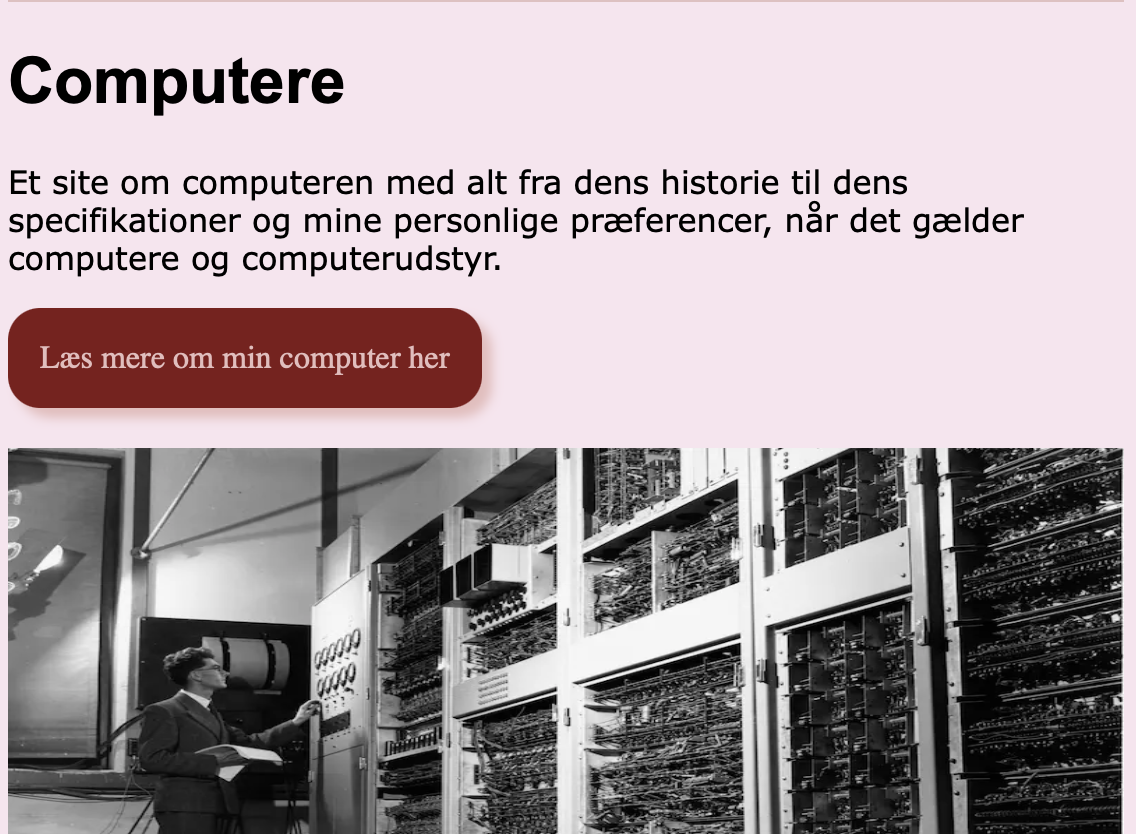 Computere
Et site om computeren med alt fra dens historie til dens
specifikationer og mine personlige præferencer, når det gælder
computere og computerudstyr.
Læs mere om min computer her